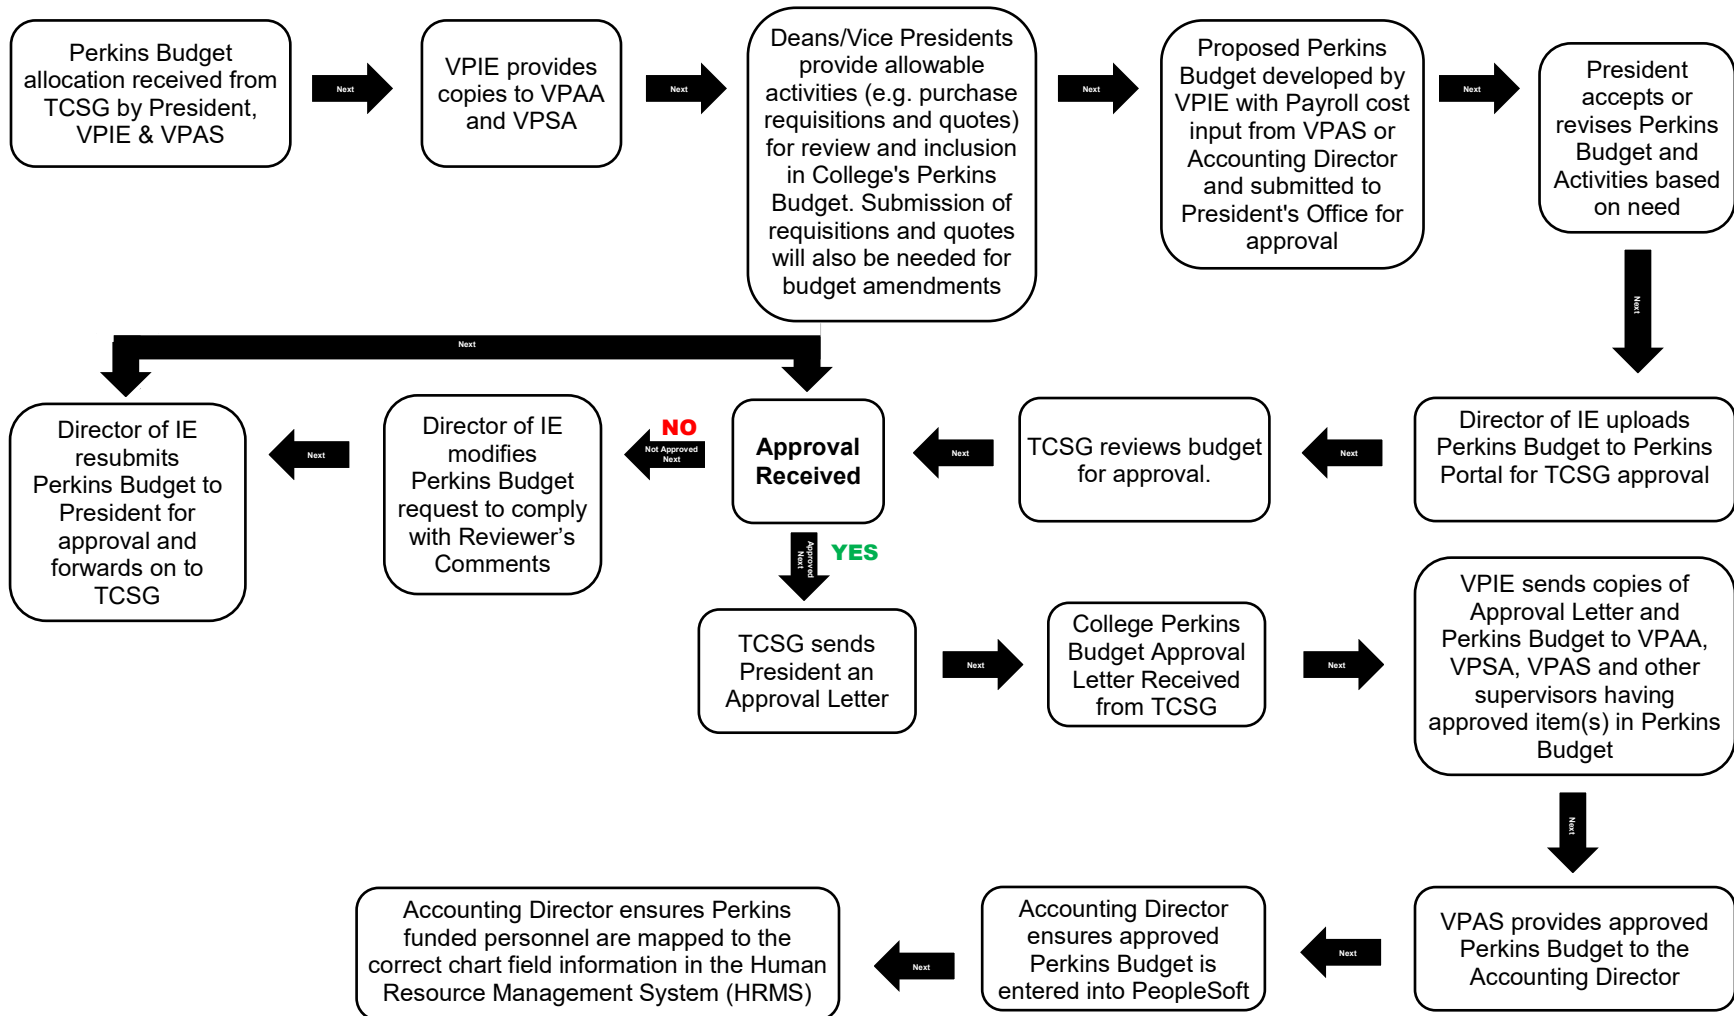 Perkins Budget
allocation received from
TCSG by President,
VPIE & VPAS
Next
VPIE provides
copies to VPAA
and VPSA
Next
Deans/Vice Presidents
provide allowable
activities (e.g. purchase
requisitions and quotes)
for review and inclusion
in College's Perkins
Budget. Submission of
requisitions and quotes
will also be needed for
budget amendments
Next
Proposed Perkins
Budget developed by
VPIE with Payroll cost
input from VPAS or
Accounting Director
and submitted to
President's Office for
approval
Next
President
accepts or
revises Perkins
Budget and
Activities based
on need
Next
Next
Director of IE uploads
Perkins Budget to Perkins
Portal for TCSG approval
Next
TCSG reviews budget
for approval.
Next
Approval
Received
NO
Not Approved
Next
Director of IE
modifies
Perkins Budget
request to comply
with Reviewer’s
Comments
Next
Director of IE
resubmits
Perkins Budget to
President for
approval and
forwards on to
TCSG
Approved
Next
YES
TCSG sends
President an
Approval Letter
Next
College Perkins
Budget Approval
Letter Received
from TCSG
Next
VPIE sends copies of
Approval Letter and
Perkins Budget to VPAA,
VPSA, VPAS and other
supervisors having
approved item(s) in Perkins
Budget
Next
VPAS provides approved
Perkins Budget to the
Accounting Director
Next
Accounting Director
ensures approved
Perkins Budget is
entered into PeopleSoft
Next
Accounting Director ensures Perkins
funded personnel are mapped to the
correct chart field information in the Human
Resource Management System (HRMS)